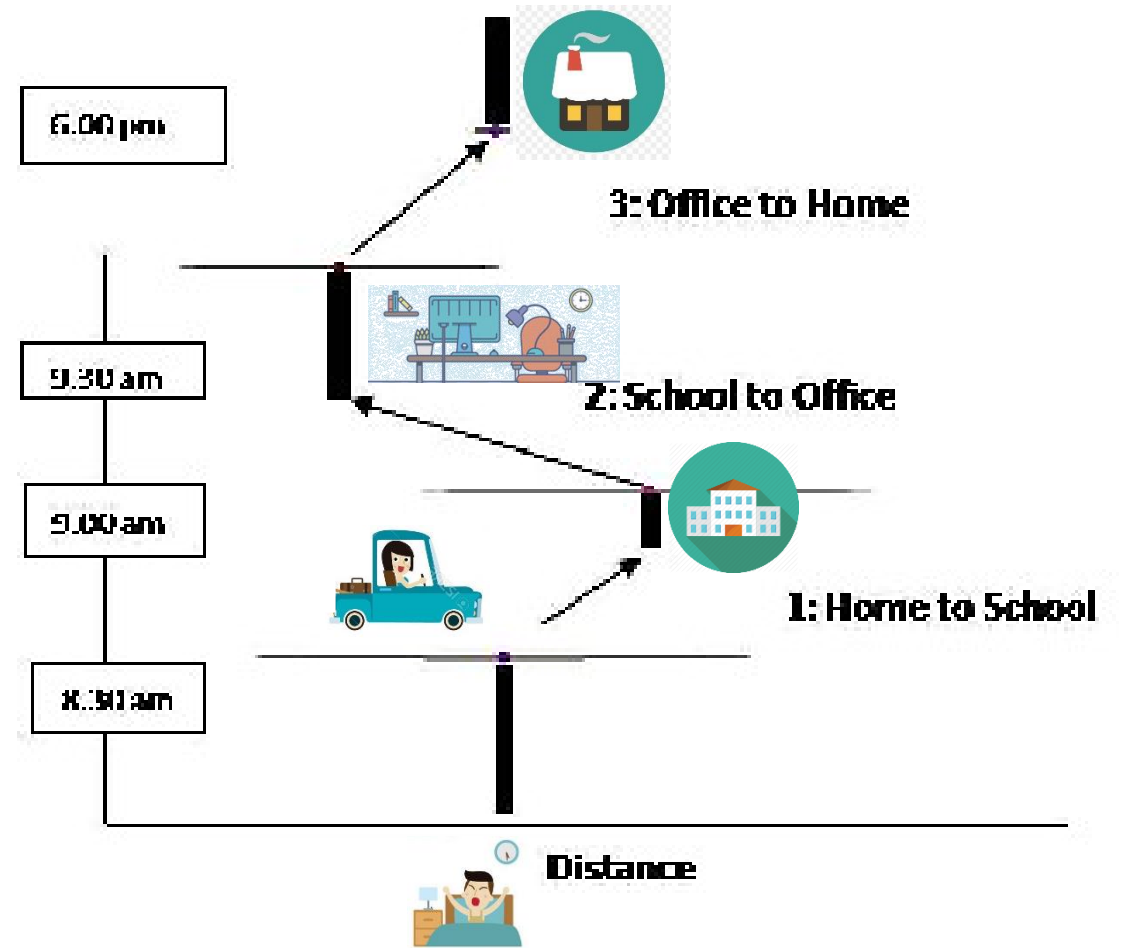 6.00 pm
3: Office to Home
9.30 am
2: School to Office
9.00 am
1: Home to School
8.30 am
Distance